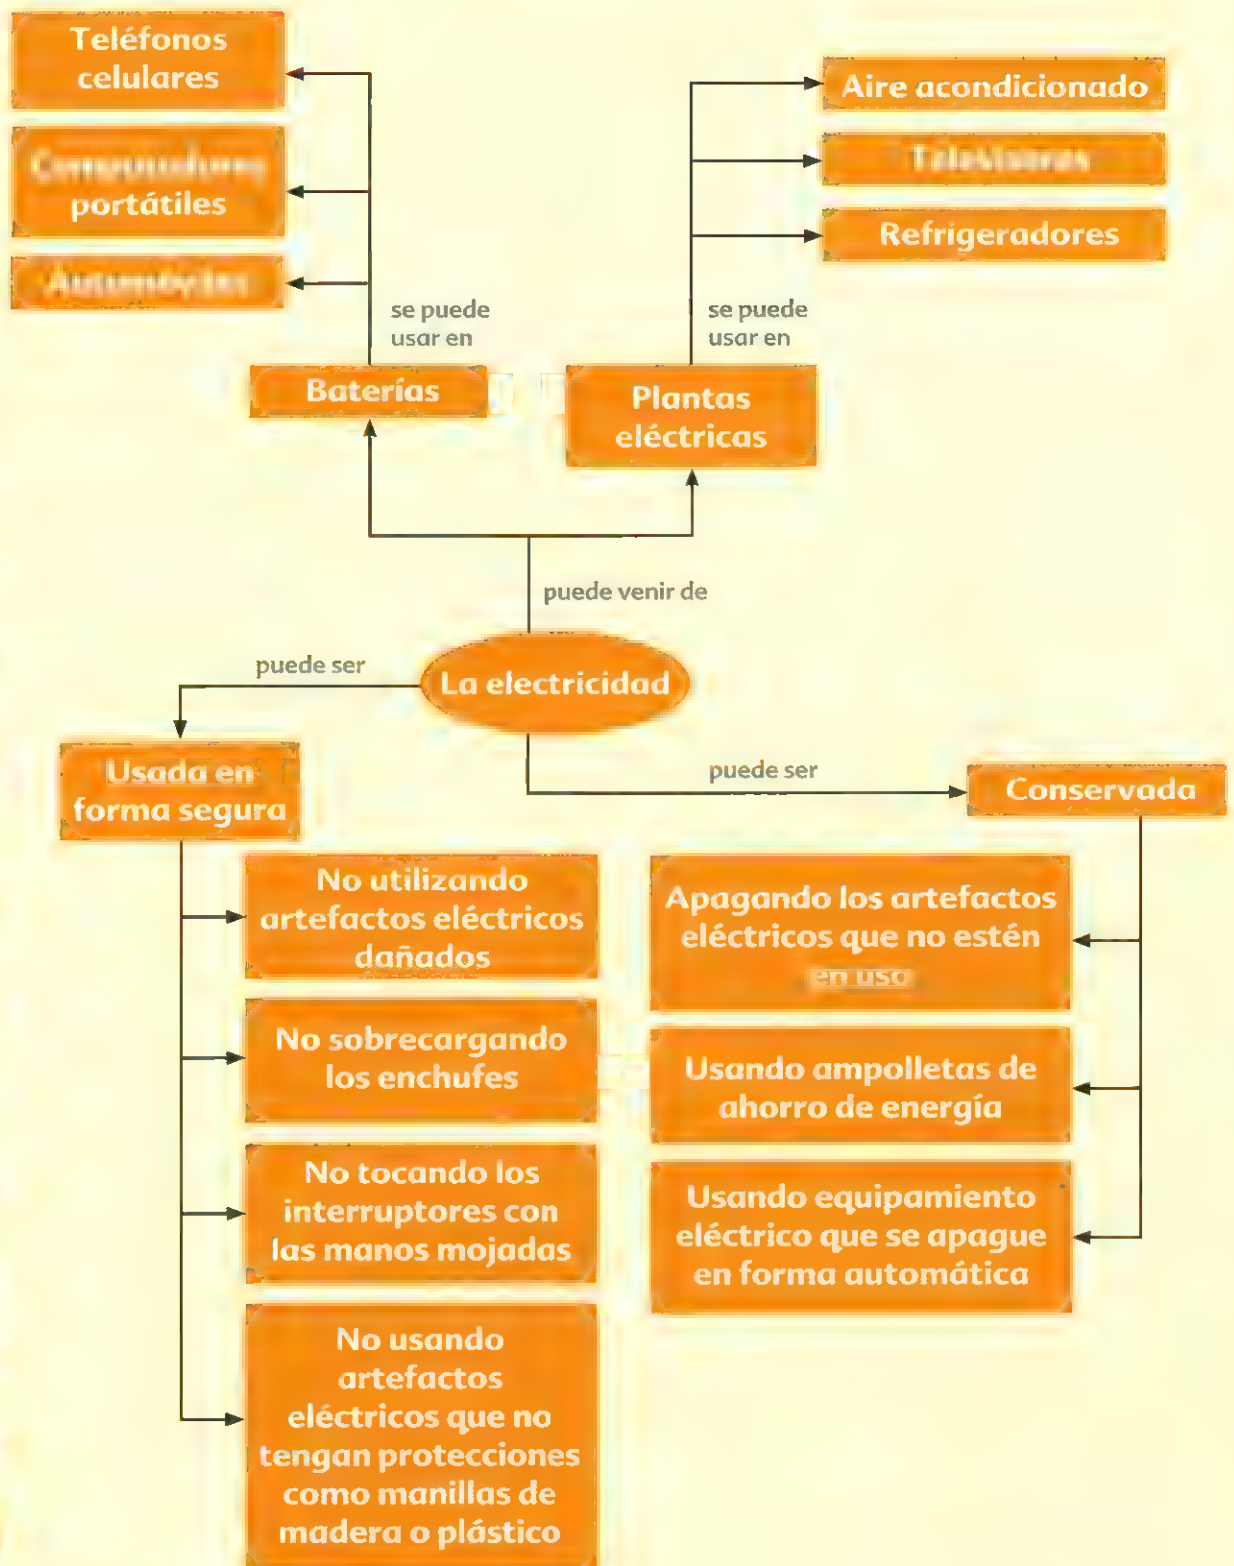 Teléfonos
celulares
portátiles
Aire acondicionado
Refrigeradores
se puede
usar en
se puede
usar en
Baterías
Plantas
eléctricas
puede venir de
La electricidad
puede ser
puede ser
Usada en
forma segura
Conservada
No utilizando
artefactos eléctricos
dañados
No sobrecargando
los enchufes
No tocando los
interruptores con
las manos mojadas
No usando
artefactos
eléctricos que no
tengan protecciones
como manillas de
madera o plástico
Apagando los artefactos
eléctricos que no estén
en uso
Usando ampolletas de
ahorro de energía
Usando equipamiento
eléctrico que se apague
en forma automática